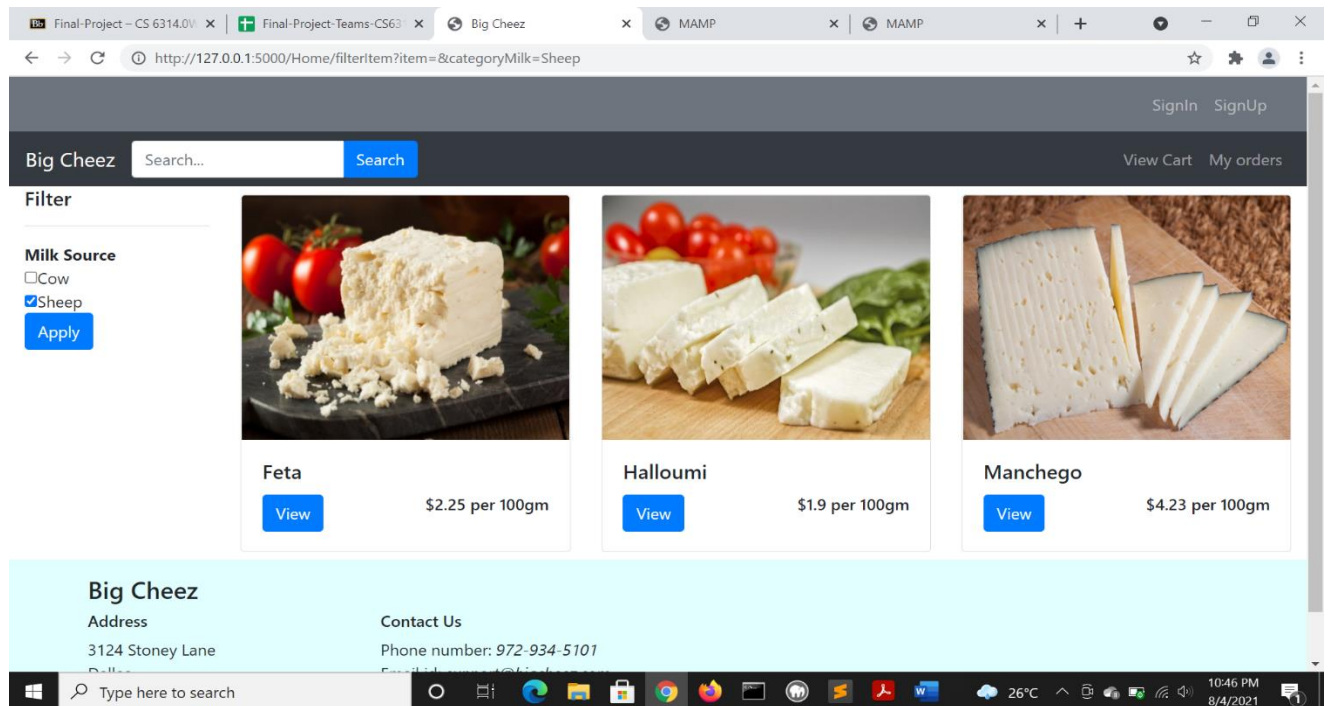 Final-Project – CS 6314.0W
Final-Project-Teams-CS63
Big Cheez
MAMP
MAMP
http://127.0.0.1:5000/Home/filterItem?item=&categoryMilk=Sheep
SignIn SignUp
Big Cheez Search... Search View Cart My orders
Filter
Milk Source
Cow
Sheep
Apply
Feta
View $2.25 per 100gm
Halloumi
View $1.9 per 100gm
Manchego
View $4.23 per 100gm
Big Cheez
Address
3124 Stoney Lane
Contact Us
Phone number: 972-934-5101
Type here to search
26°C
10:46 PM
8/4/2021